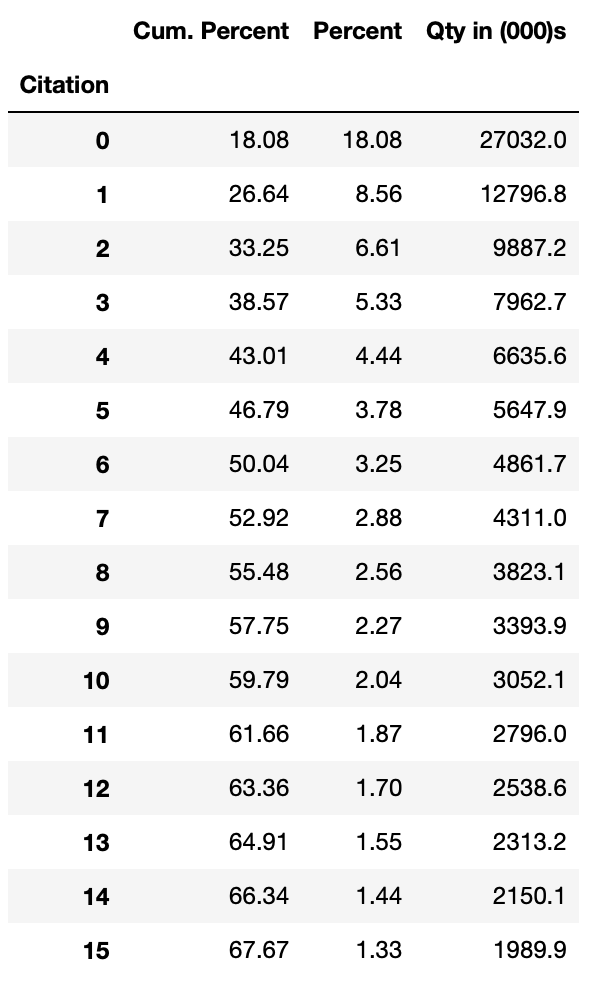 Cum. Percent Percent Qty in (000)s
Citation
0 18.08 18.08 27032.0
1 26.64 8.56 12796.8
2 33.25 6.61 9887.2
3 38.57 5.33 7962.7
4 43.01 4.44 6635.6
5 46.79 3.78 5647.9
6 50.04 3.25 4861.7
7 52.92 2.88 4311.0
8 55.48 2.56 3823.1
9 57.75 2.27 3393.9
10 59.79 2.04 3052.1
11 61.66 1.87 2796.0
12 63.36 1.70 2538.6
13 64.91 1.55 2313.2
14 66.34 1.44 2150.1
15 67.67 1.33 1989.9